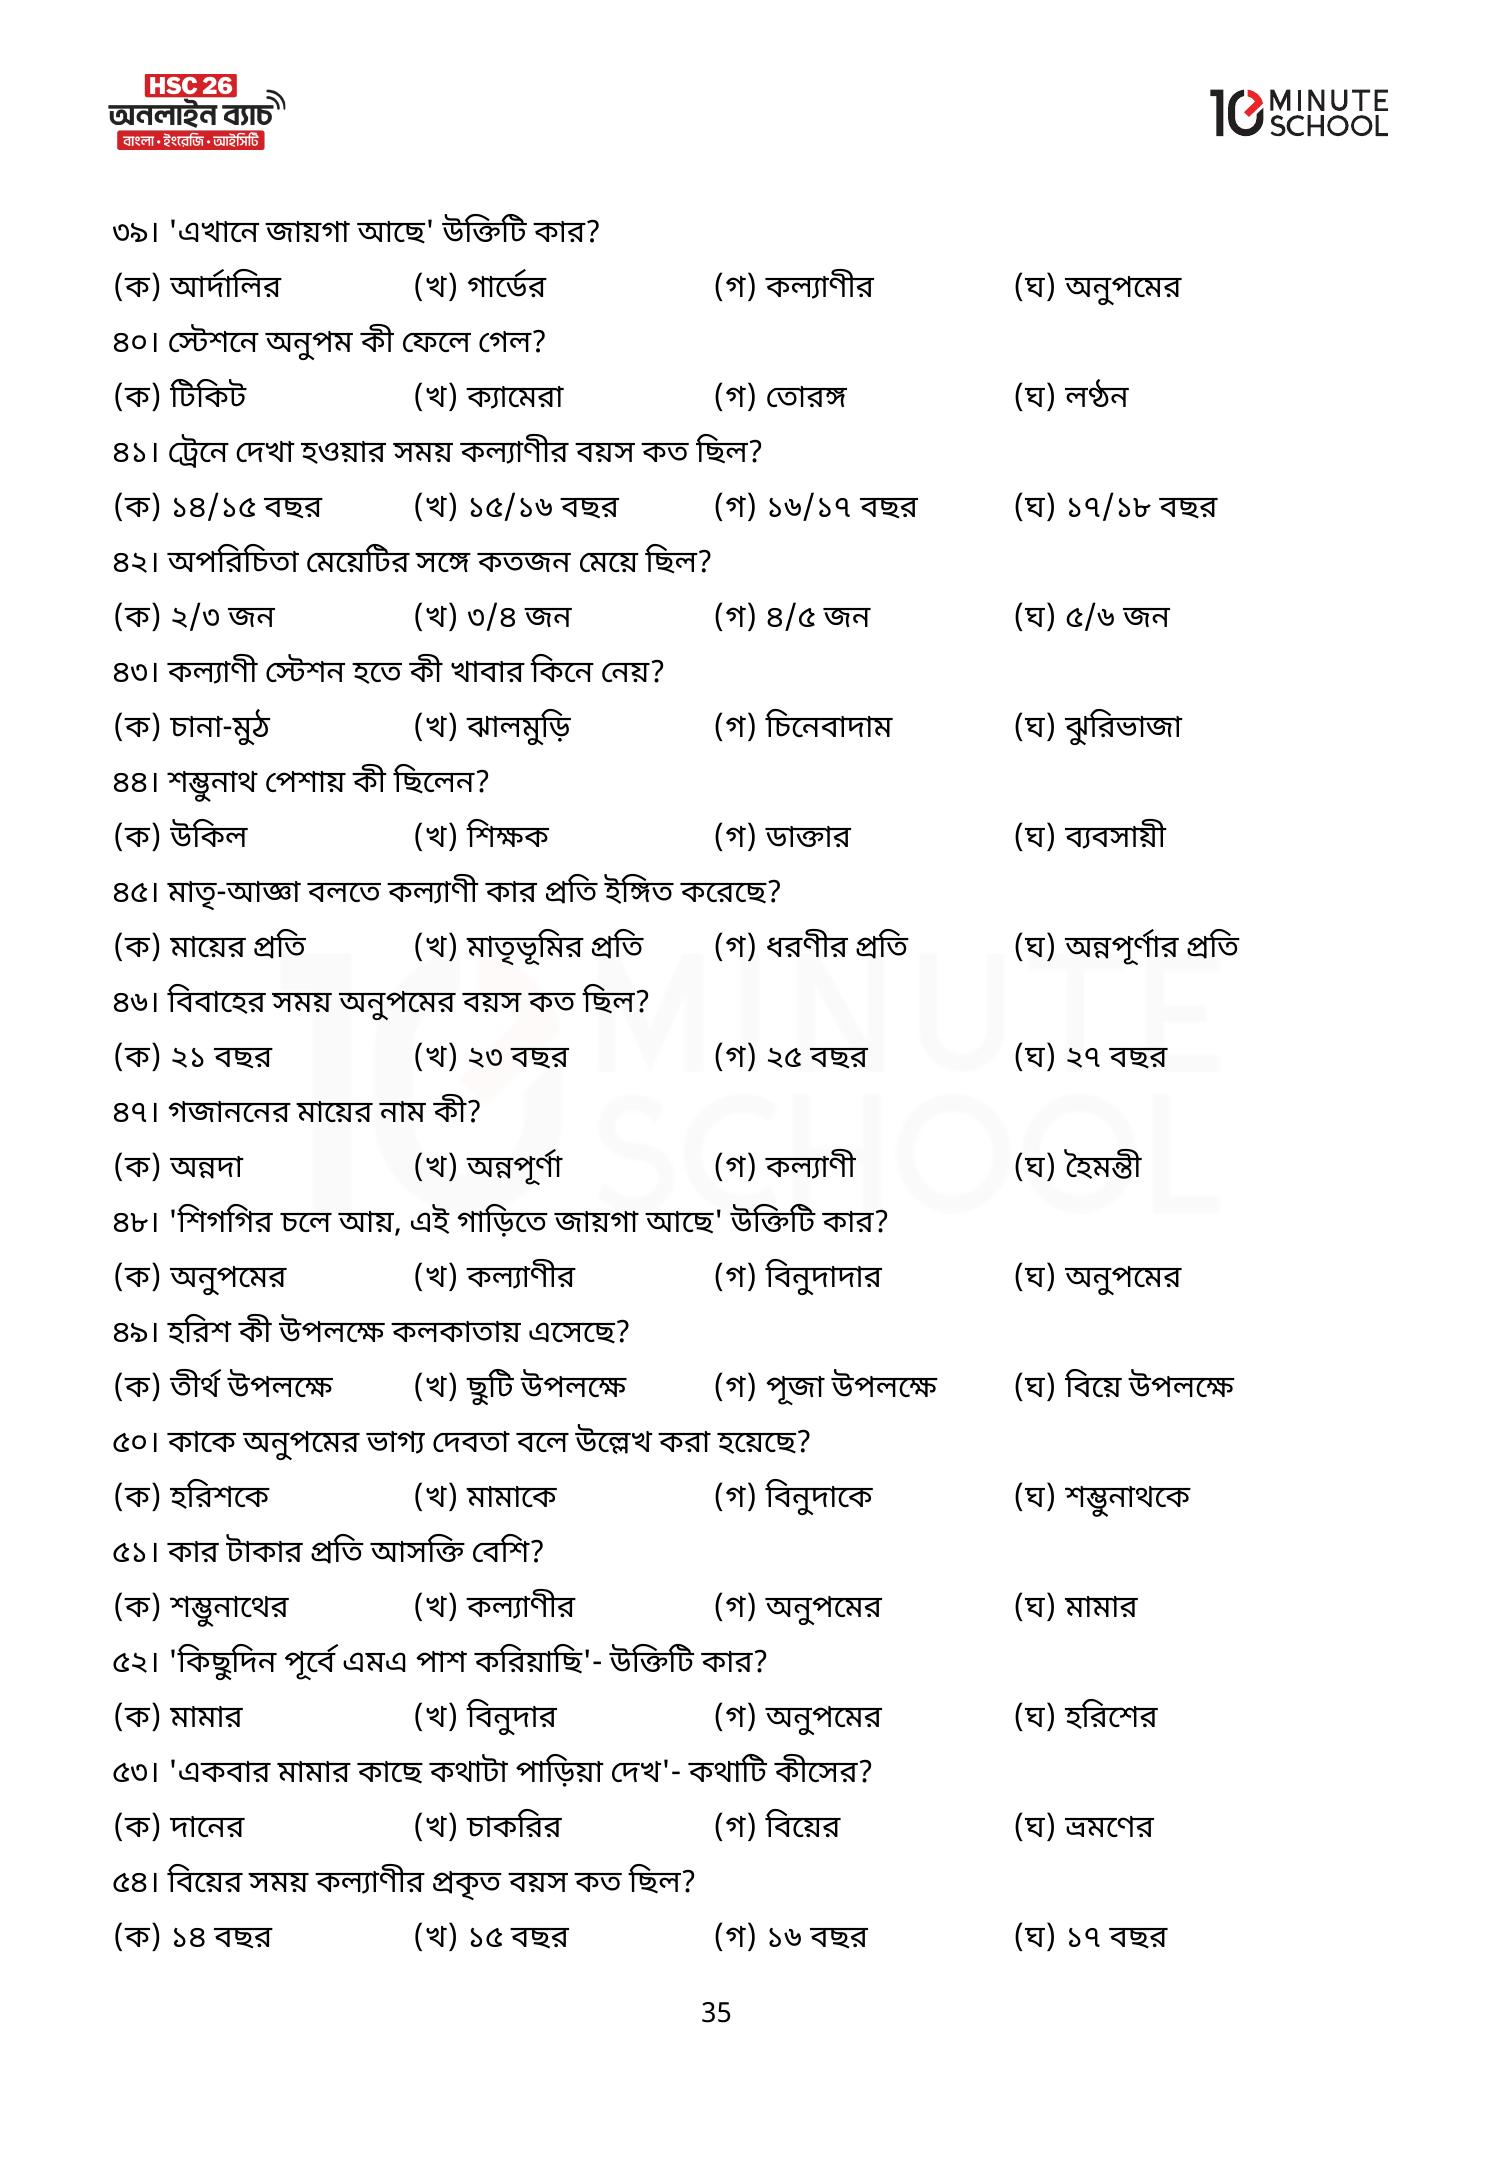 HSC 26
অনলাইন ব্যাচ
বাংলা • ইংরেজি • আইসিটি
10 MINUTE SCHOOL
৩৯। 'এখানে জায়গা আছে' উক্তিটি কার?
(ক) আর্দালির (খ) গার্ডের (গ) কল্যাণীর (ঘ) অনুপমের
৪০। স্টেশনে অনুপম কী ফেলে গেল?
(ক) টিকিট (খ) ক্যামেরা (গ) তোরঙ্গ (ঘ) লণ্ঠন
৪১। ট্রেনে দেখা হওয়ার সময় কল্যাণীর বয়স কত ছিল?
(ক) ১৪/১৫ বছর (খ) ১৫/১৬ বছর (গ) ১৬/১৭ বছর (ঘ) ১৭/১৮ বছর
৪২। অপরিচিতা মেয়েটির সঙ্গে কতজন মেয়ে ছিল?
(ক) ২/৩ জন (খ) ৩/৪ জন (গ) ৪/৫ জন (ঘ) ৫/৬ জন
৪৩। কল্যাণী স্টেশন হতে কী খাবার কিনে নেয়?
(ক) চানা-মুঠ (খ) ঝালমুড়ি (গ) চিনেবাদাম (ঘ) ঝুরিভাজা
৪৪। শম্ভুনাথ পেশায় কী ছিলেন?
(ক) উকিল (খ) শিক্ষক (গ) ডাক্তার (ঘ) ব্যবসায়ী
৪৫। মাতৃ-আজ্ঞা বলতে কল্যাণী কার প্রতি ইঙ্গিত করেছে?
(ক) মায়ের প্রতি (খ) মাতৃভূমির প্রতি (গ) ধরণীর প্রতি (ঘ) অন্নপূর্ণার প্রতি
৪৬। বিবাহের সময় অনুপমের বয়স কত ছিল?
(ক) ২১ বছর (খ) ২৩ বছর (গ) ২৫ বছর (ঘ) ২৭ বছর
৪৭। গজাননের মায়ের নাম কী?
(ক) অন্নদা (খ) অন্নপূর্ণা (গ) কল্যাণী (ঘ) হৈমন্তী
৪৮। 'শিগগির চলে আয়, এই গাড়িতে জায়গা আছে' উক্তিটি কার?
(ক) অনুপমের (খ) কল্যাণীর (গ) বিনুদাদার (ঘ) অনুপমের
৪৯। হরিশ কী উপলক্ষে কলকাতায় এসেছে?
(ক) তীর্থ উপলক্ষে (খ) ছুটি উপলক্ষে (গ) পূজা উপলক্ষে (ঘ) বিয়ে উপলক্ষে
৫০। কাকে অনুপমের ভাগ্য দেবতা বলে উল্লেখ করা হয়েছে?
(ক) হরিশকে (খ) মামাকে (গ) বিনুদাকে (ঘ) শম্ভুনাথকে
৫১। কার টাকার প্রতি আসক্তি বেশি?
(ক) শম্ভুনাথের (খ) কল্যাণীর (গ) অনুপমের (ঘ) মামার
৫২। 'কিছুদিন পূর্বে এমএ পাশ করিয়াছি'- উক্তিটি কার?
(ক) মামার (খ) বিনুদার (গ) অনুপমের (ঘ) হরিশের
৫৩। 'একবার মামার কাছে কথাটা পাড়িয়া দেখ'- কথাটি কীসের?
(ক) দানের (খ) চাকরির (গ) বিয়ের (ঘ) ভ্রমণের
৫৪। বিয়ের সময় কল্যাণীর প্রকৃত বয়স কত ছিল?
(ক) ১৪ বছর (খ) ১৫ বছর (গ) ১৬ বছর (ঘ) ১৭ বছর
35